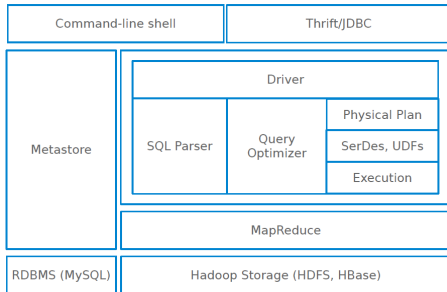 Command-line shell
Thrift/JDBC
Metastore
Driver
SQL Parser
Query
Optimizer
Physical Plan
SerDes, UDFs
Execution
MapReduce
RDBMS (MySQL)
Hadoop Storage (HDFS, HBase)